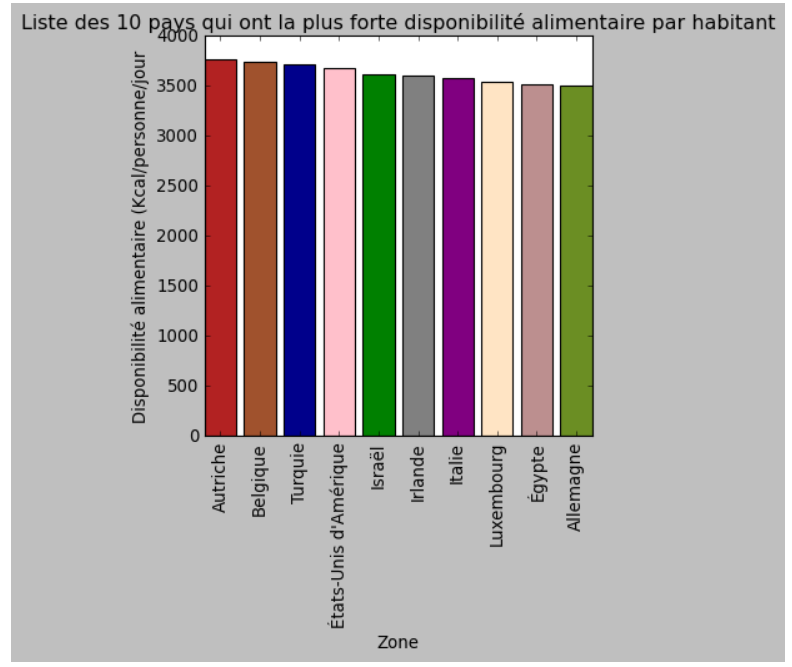 Liste des 10 pays qui ont la plus forte disponibilité alimentaire par habitant
Disponibilité alimentaire (Kcal/personne/jour
4000
3500
3000
2500
2000
1500
1000
500
0
Autriche
Belgique
Turquie
États-Unis d'Amérique
Israël
Irlande
Italie
Luxembourg
Égypte
Allemagne
Zone